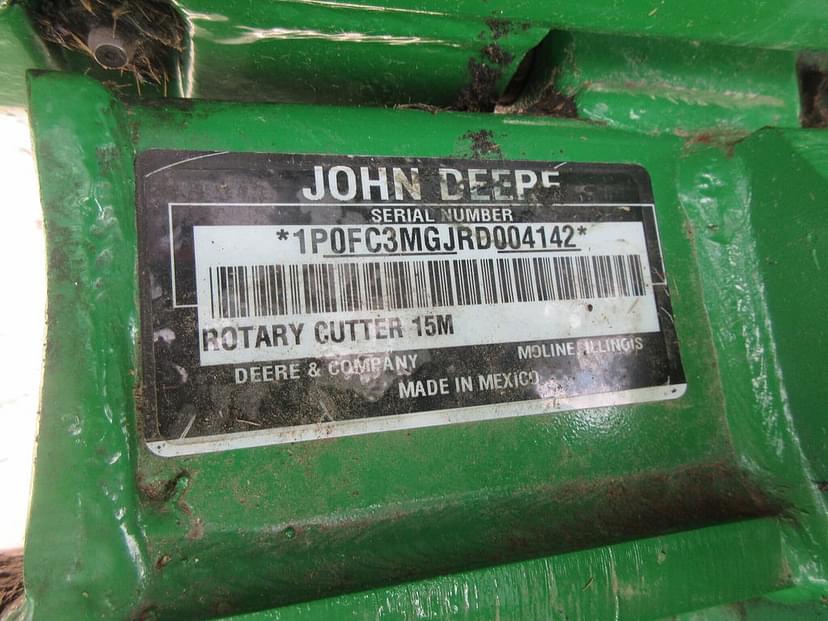 JOHN DEERE
SERIAL NUMBER
*1P0FC3MGJRD004142*
ROTARY CUTTER 15M
DEERE & COMPANY MOLINE, ILLINOIS
MADE IN MEXICO